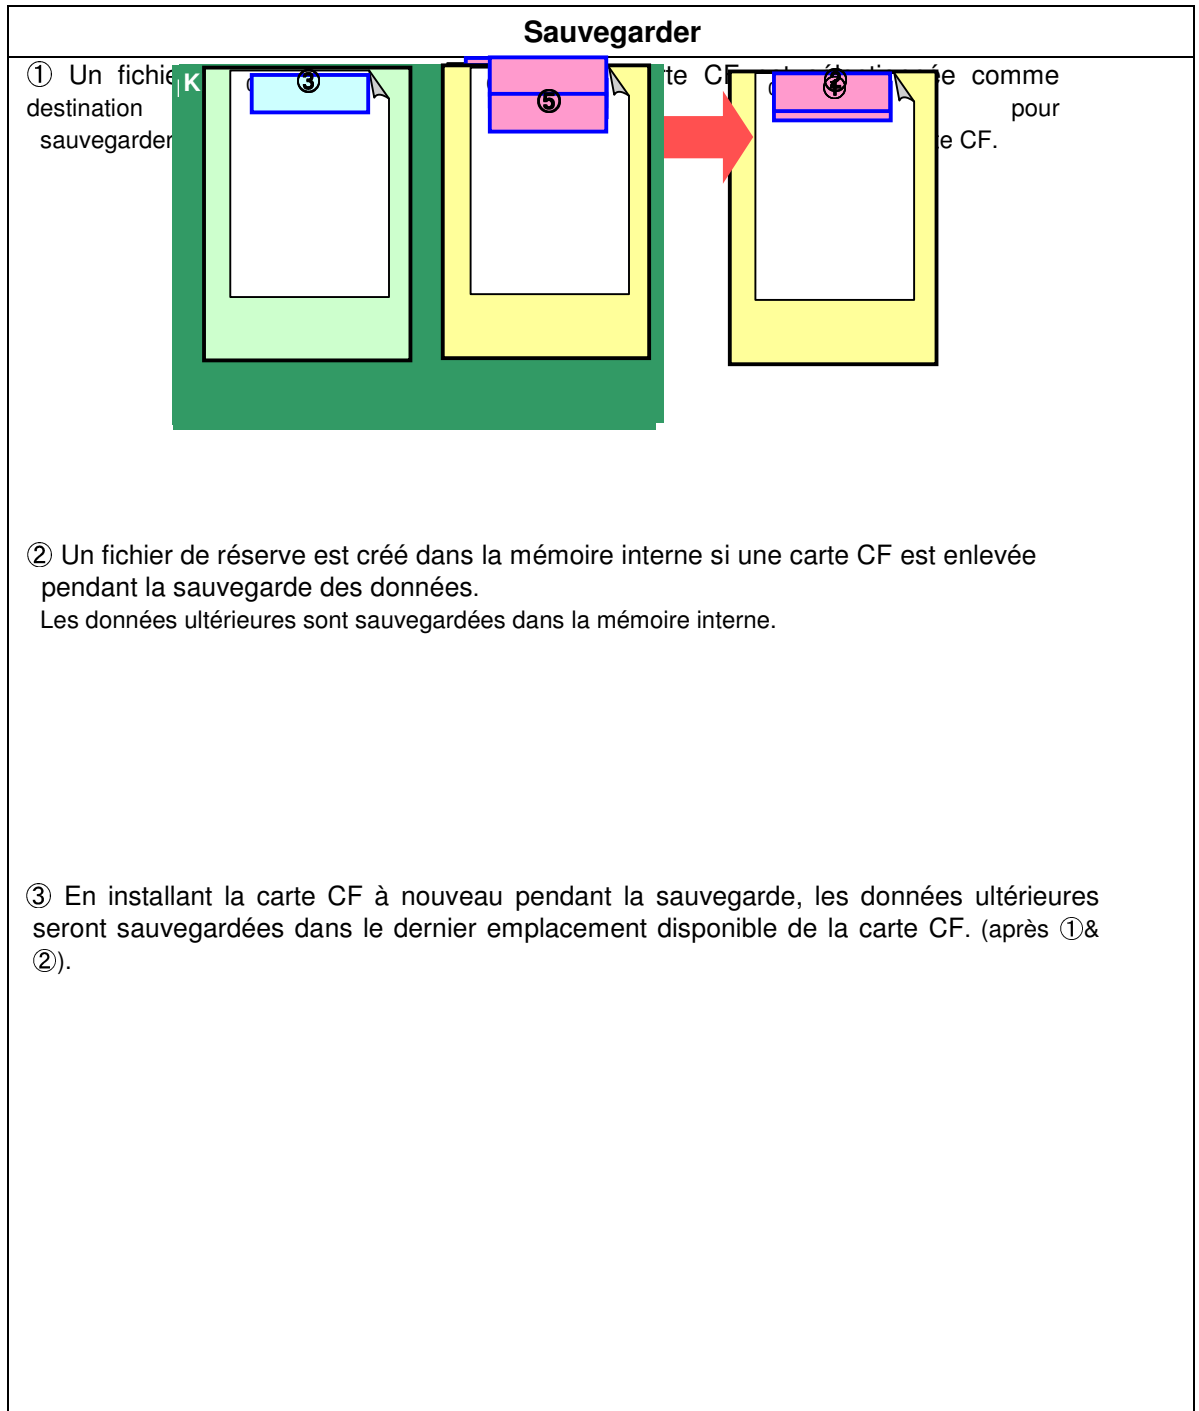 Sauvegarder
① Un te comme
destination pour
sauvegarder e CF.
K
③
⑤
② Un fichier de réserve est créé dans la mémoire interne si une carte CF est enlevée
pendant la sauvegarde des données.
Les données ultérieures sont sauvegardées dans la mémoire interne.
③ En installant la carte CF à nouveau pendant la sauvegarde, les données ultérieures
seront sauvegardées dans le dernier emplacement disponible de la carte CF. (après ①&
②).